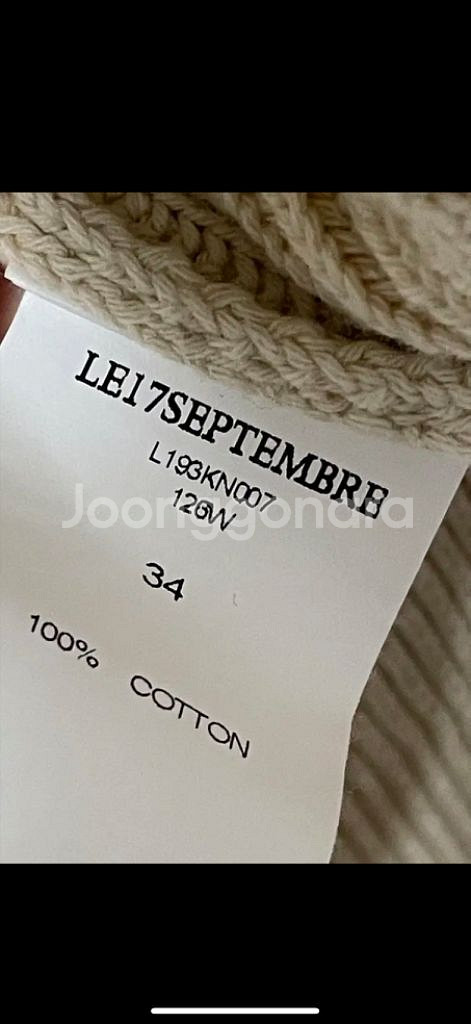 LE17SEPTEMBRE
L193KN007
126W
Joonggonara
34
100% COTTON